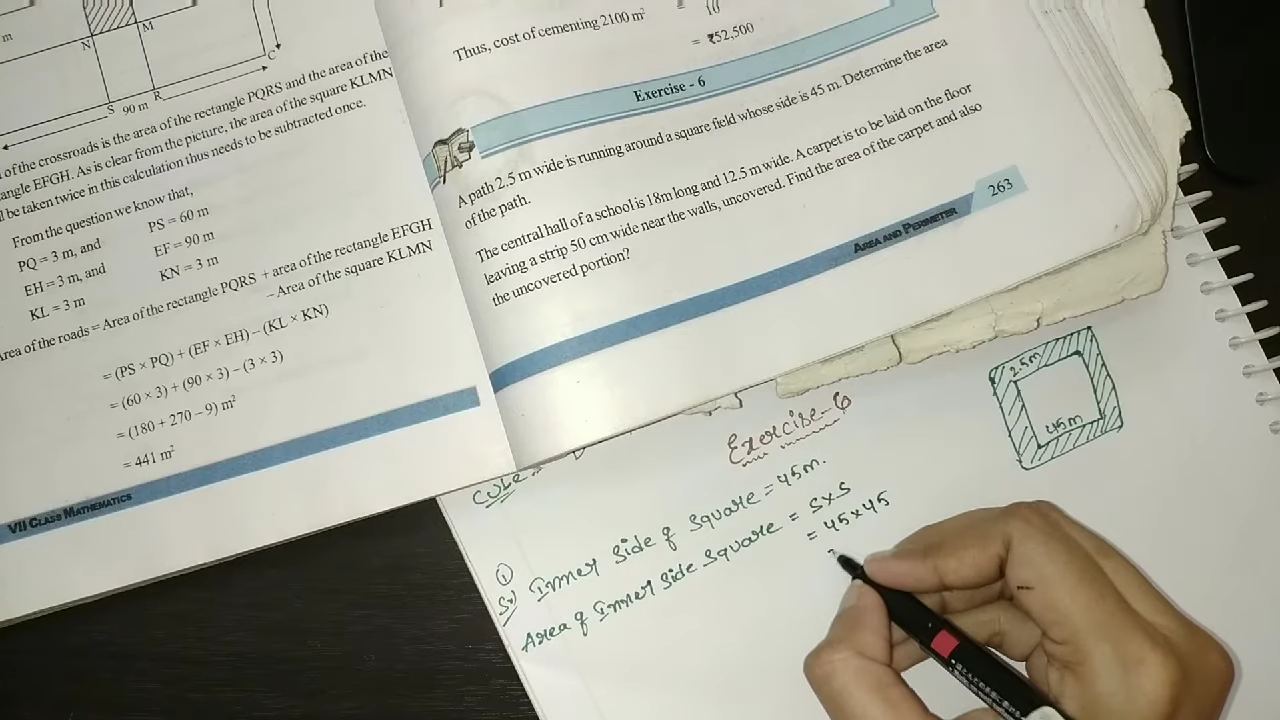 m
N
M
C
S 90 m R
of the crossroads is the area of the rectangle PQRS and the area of the
angle EFGH. As is clear from the picture, the area of the square KLMN
be taken twice in this calculation thus needs to be subtracted once.
From the question we know that,
PQ = 3 m, and PS = 60 m
EH = 3 m, and EF = 90 m
KL = 3 m KN = 3 m
Area of the roads = Area of the rectangle PQRS + area of the rectangle EFGH
– Area of the square KLMN
= (PS × PQ) + (EF × EH) – (KL × KN)
= (60 × 3) + (90 × 3) – (3 × 3)
= (180 + 270 – 9) m²
= 441 m²
VII CLASS MATHEMATICS
Thus, cost of cementing 2100 m² =
10
= ₹52,500
Exercise - 6
A path 2.5 m wide is running around a square field whose side is 45 m. Determine the area
of the path.
The central hall of a school is 18m long and 12.5 m wide. A carpet is to be laid on the floor
leaving a strip 50 cm wide near the walls, uncovered. Find the area of the carpet and also
the uncovered portion?
AREA AND PERIMETER 263
2.5m
45m
Cube
Exercise-6
① Inner Side of Square = 45m.
Area of Inner Side Square = S×S
= 45×45